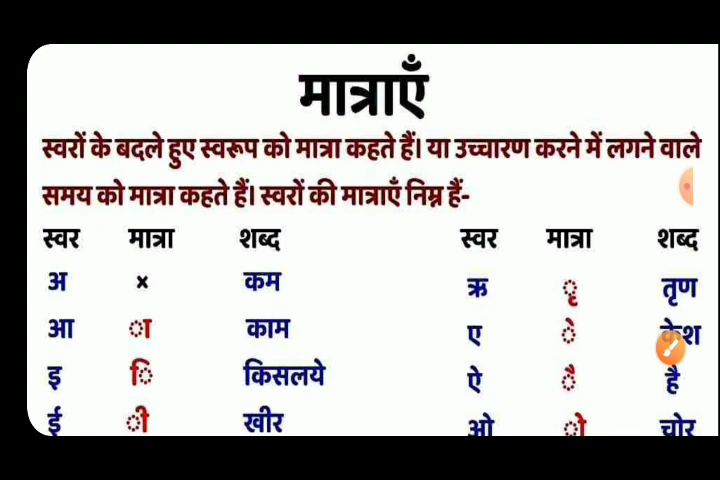 मात्राएँ
स्वरों के बदले हुए स्वरूप को मात्रा कहते हैं। या उच्चारण करने में लगने वाले
समय को मात्रा कहते हैं। स्वरों की मात्राएँ निम्न हैं-
स्वर मात्रा शब्द स्वर मात्रा शब्द
अ × कम ऋ ृ तृण
आ ा काम ए े केश
इ ि किसलये ऐ ै है
ई ी खीर ओ ो चोर